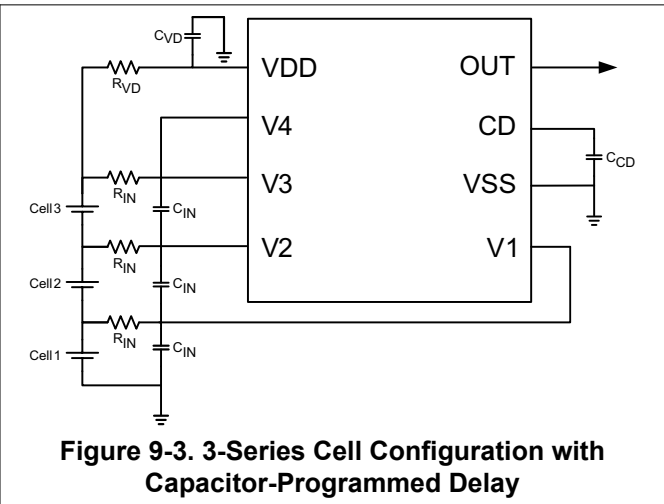 CVD
RVD
VDD
OUT
V4
CD
CCD
RIN
V3
VSS
Cell3
CIN
RIN
V2
V1
Cell2
CIN
RIN
Cell1
CIN
Figure 9-3. 3-Series Cell Configuration with
Capacitor-Programmed Delay